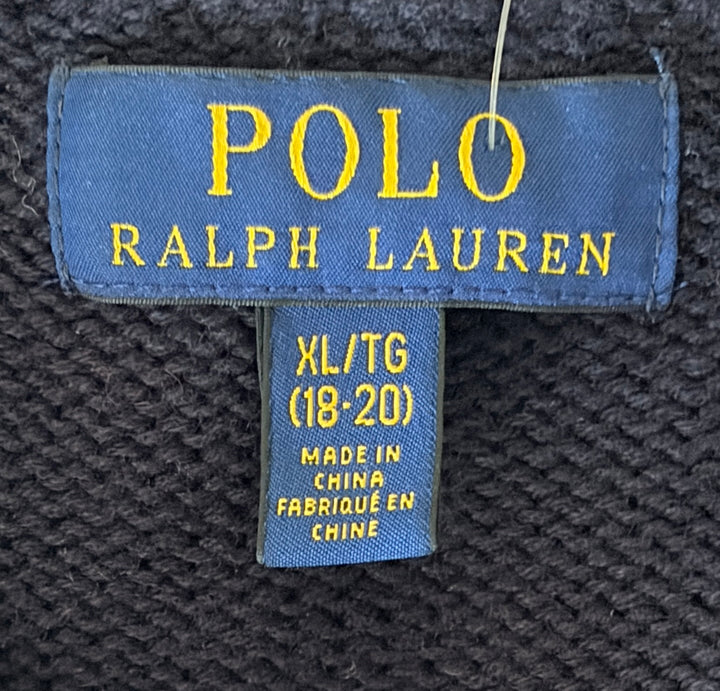 POLO
RALPH LAUREN
XL/TG
(18-20)
MADE IN
CHINA
FABRIQUÉ EN
CHINE